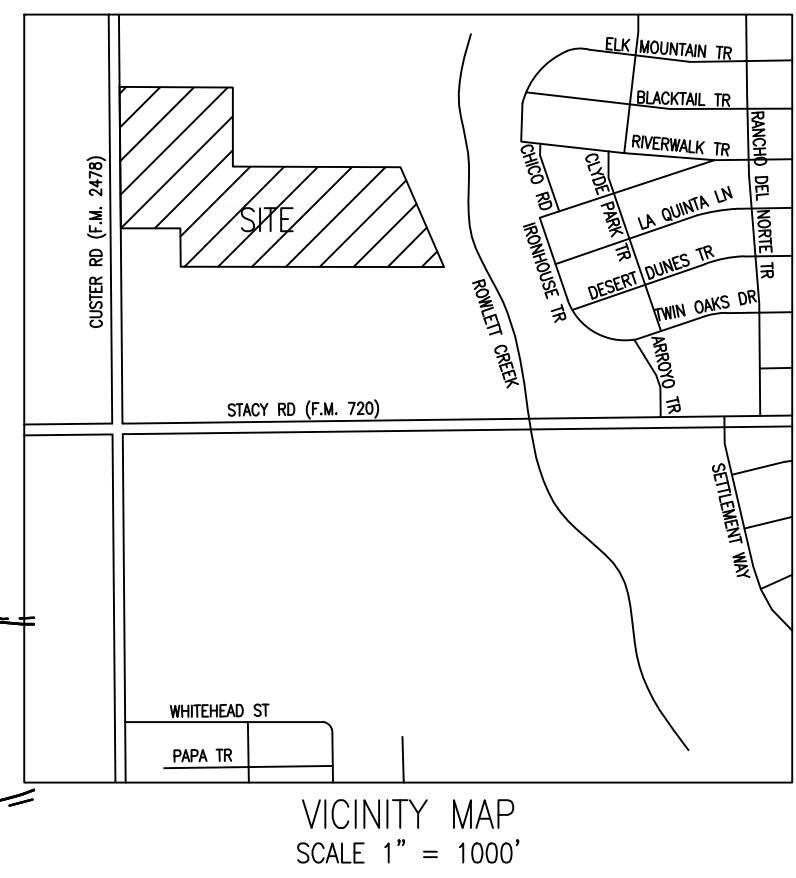 ELK MOUNTAIN TR
BLACKTAIL TR
RIVERWALK TR
RANCHO DEL NORTE TR
CHICO RD
CLYDE PARK TR
LA QUINTA LN
CUSTER RD (F.M. 2478)
SITE
IRONHOUSE TR
DESERT DUNES TR
TWIN OAKS DR
ROWLETT CREEK
ARROYO TR
STACY RD (F.M. 720)
SETTLEMENT WAY
WHITEHEAD ST
PAPA TR
VICINITY MAP
SCALE 1" = 1000'